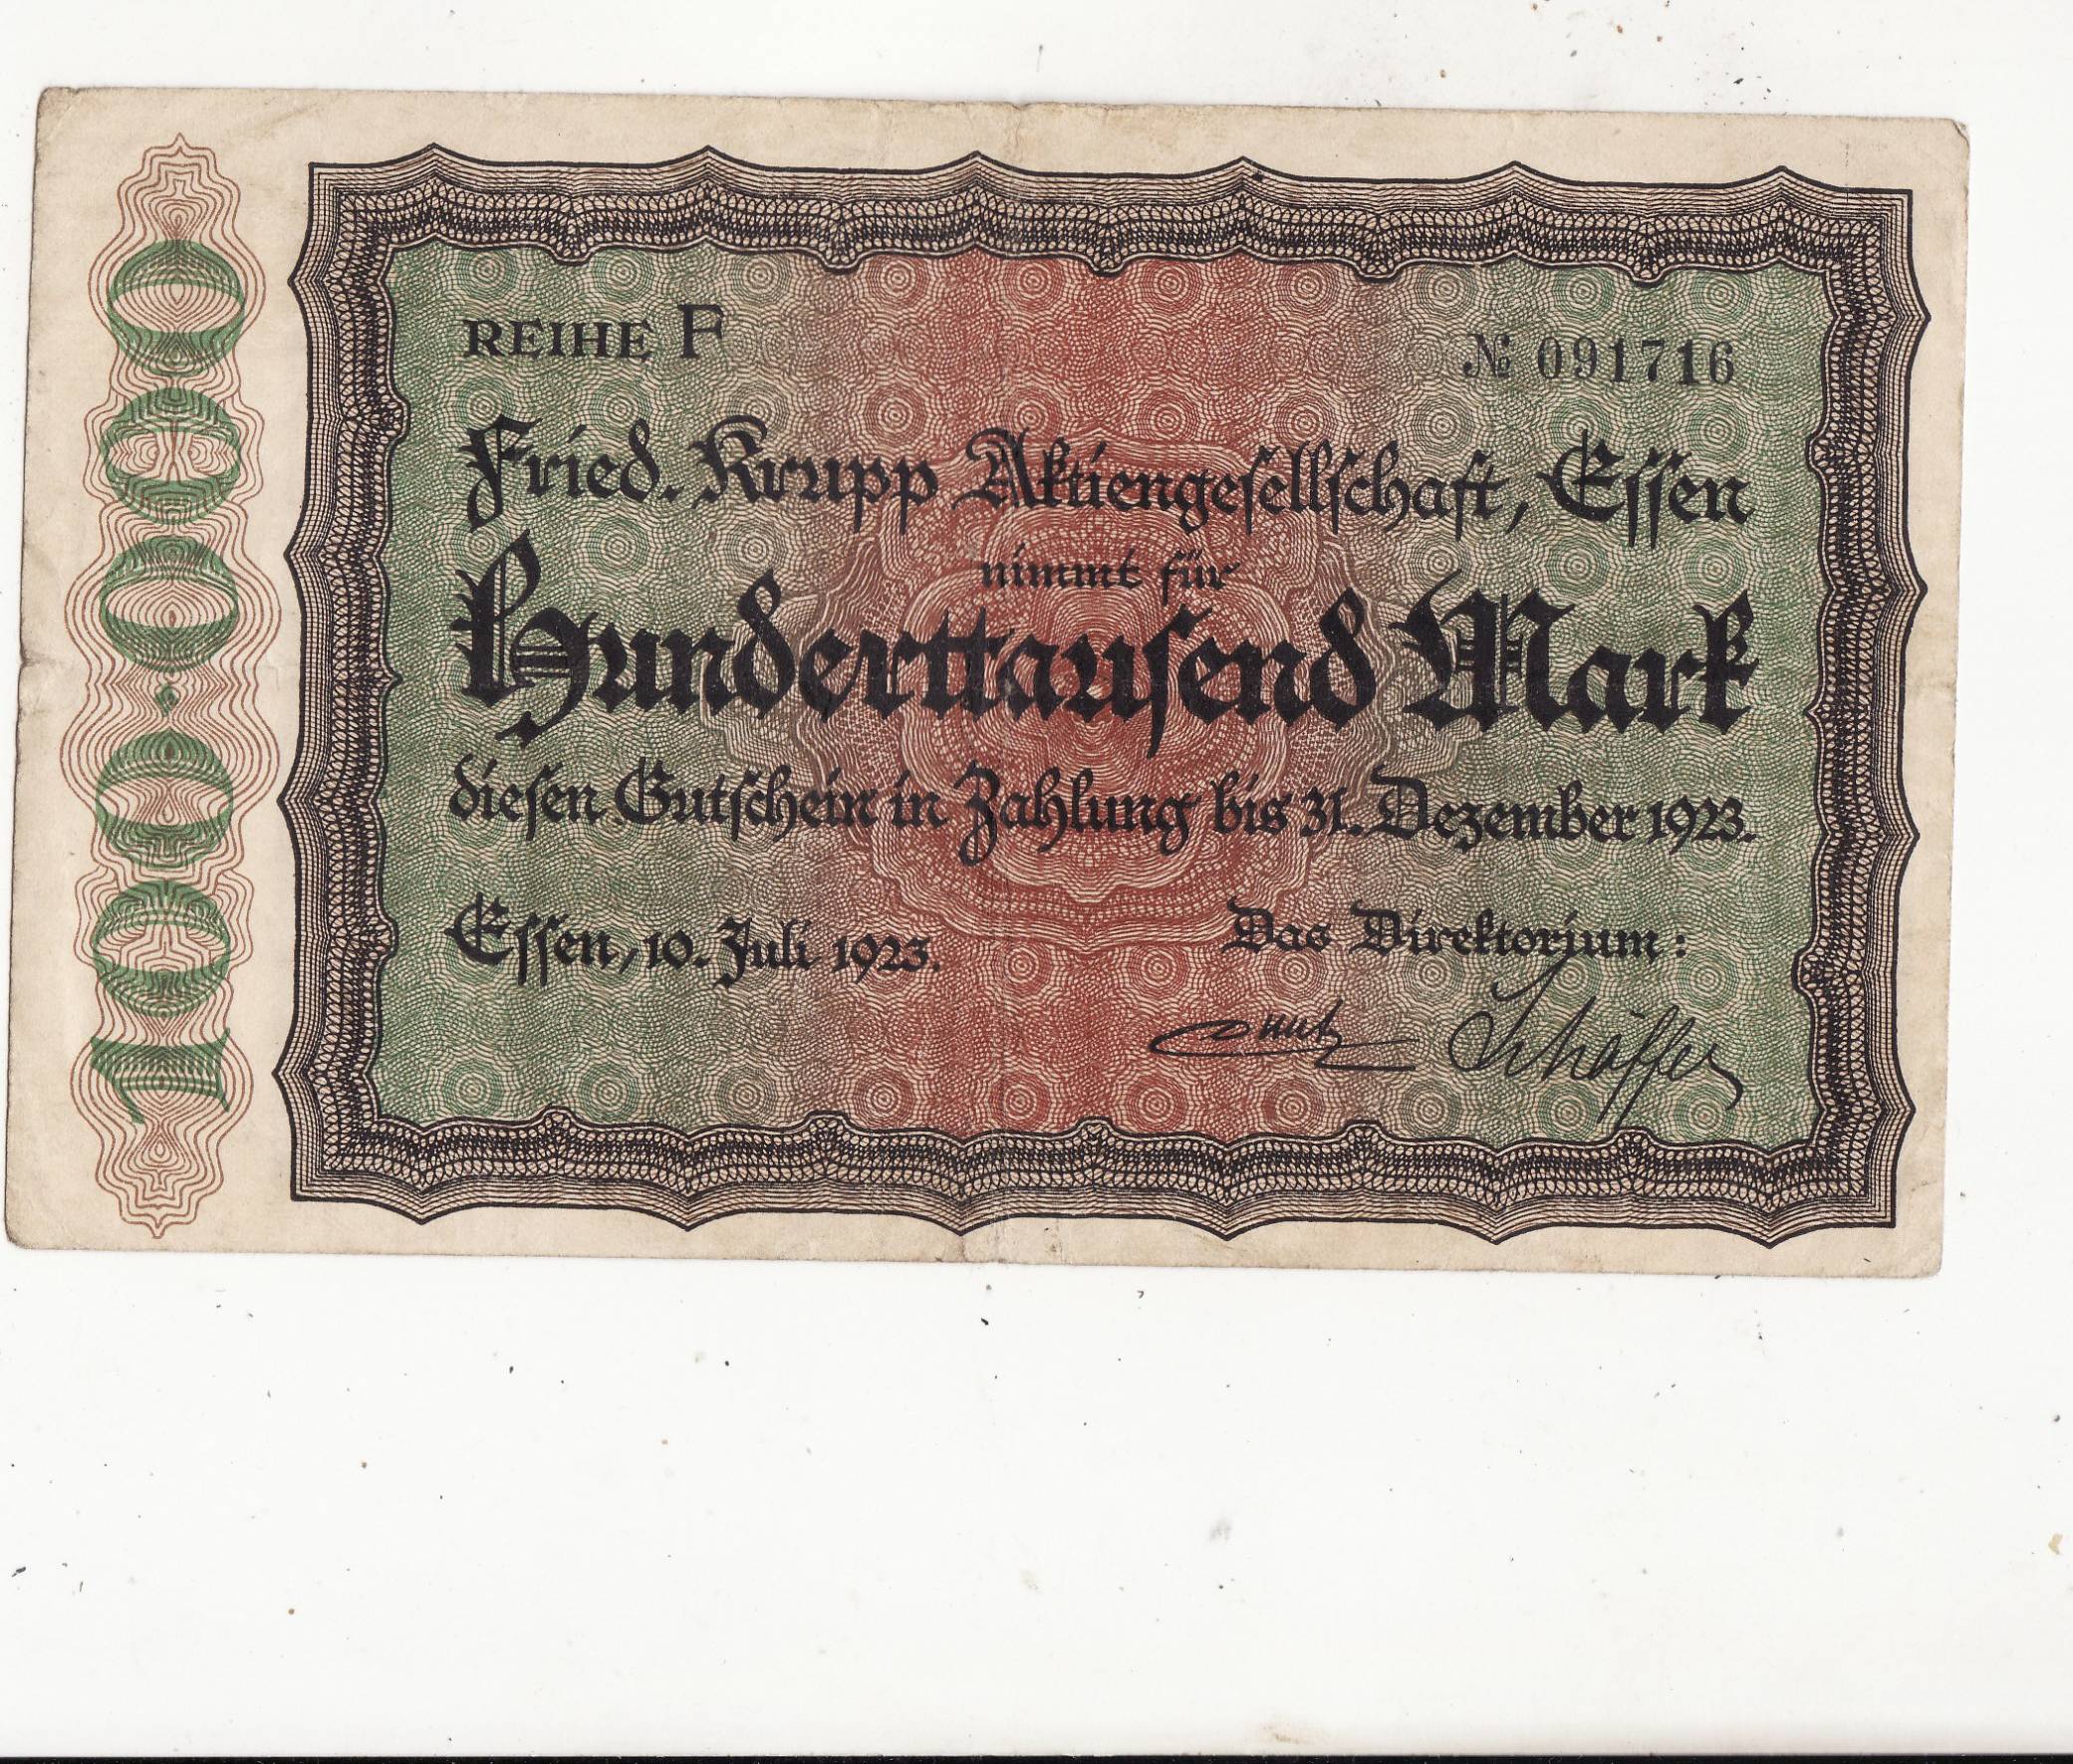 REIHE F
№ 091716
Fried. Krupp Aktiengesellschaft, Essen
nimmt für
Hunderttausend Mark
diesen Gutschein in Zahlung bis 31. Dezember 1923.
Essen, 10. Juli 1923.
Das Direktorium:
Schäffer
100·000